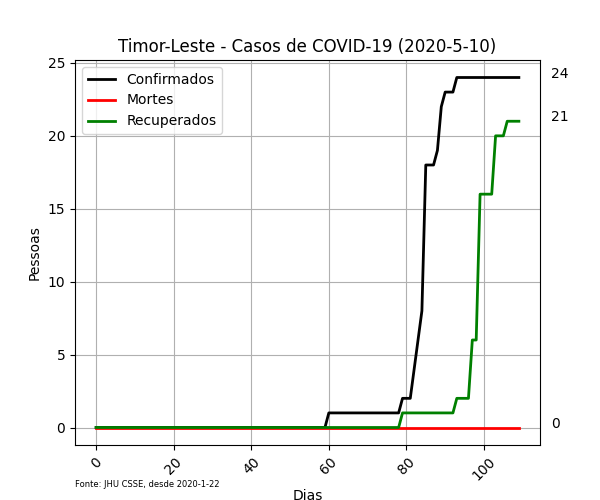 Timor-Leste - Casos de COVID-19 (2020-5-10)
Confirmados
Mortes
Recuperados
25
20
15
10
5
0
Pessoas
24
21
0
0
20
40
60
80
100
Dias
Fonte: JHU CSSE, desde 2020-1-22